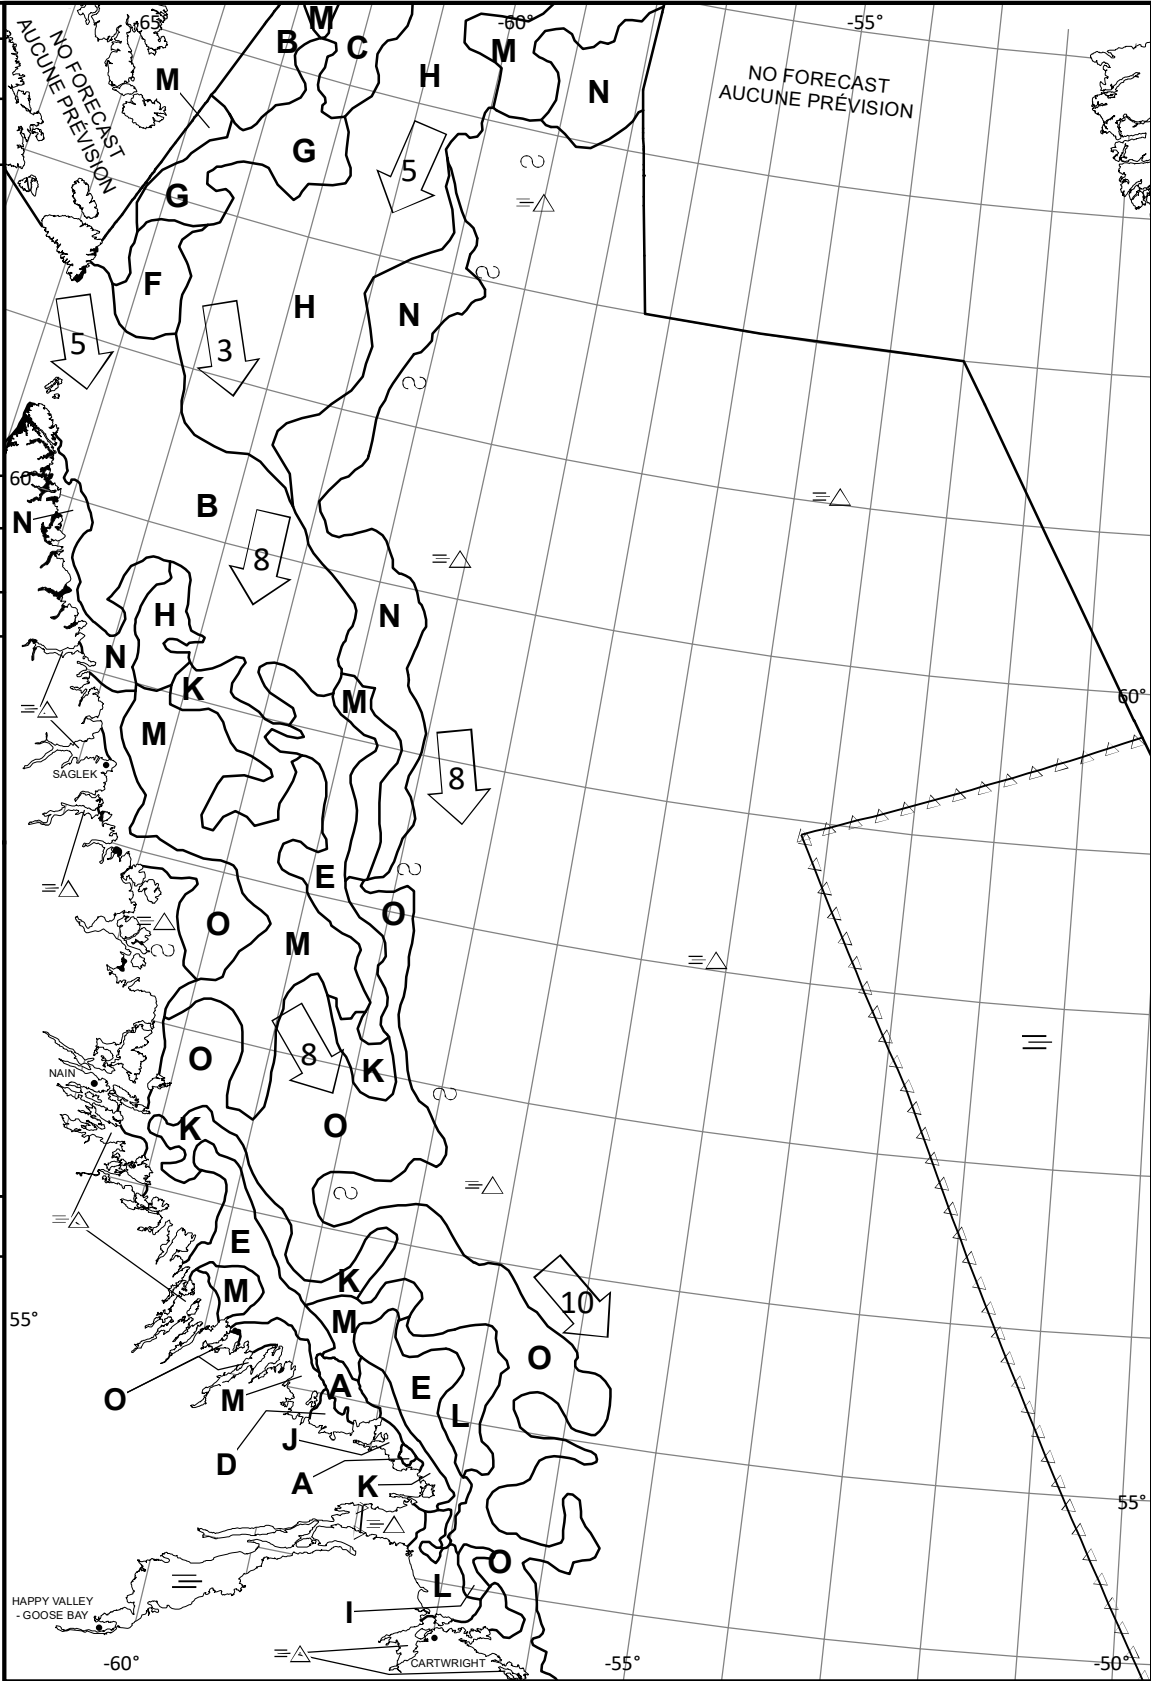 -65°
M
-60°
-55°
B
C
M
H
N
NO FORECAST
AUCUNE PRÉVISION
M
NO FORECAST
AUCUNE PRÉVISION
G
5
G
F
H
N
5
3
60°
B
N
8
H
N
N
K
M
60°
M
SAGLEK
8
E
O
O
M
8
O
K
NAIN
O
K
E
K
M
10
M
55°
O
A
E
O
M
L
J
D
A
K
55°
O
L
HAPPY VALLEY
- GOOSE BAY
I
-60°
CARTWRIGHT
-55°
-50°